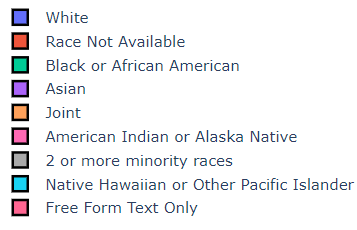 White
Race Not Available
Black or African American
Asian
Joint
American Indian or Alaska Native
2 or more minority races
Native Hawaiian or Other Pacific Islander
Free Form Text Only